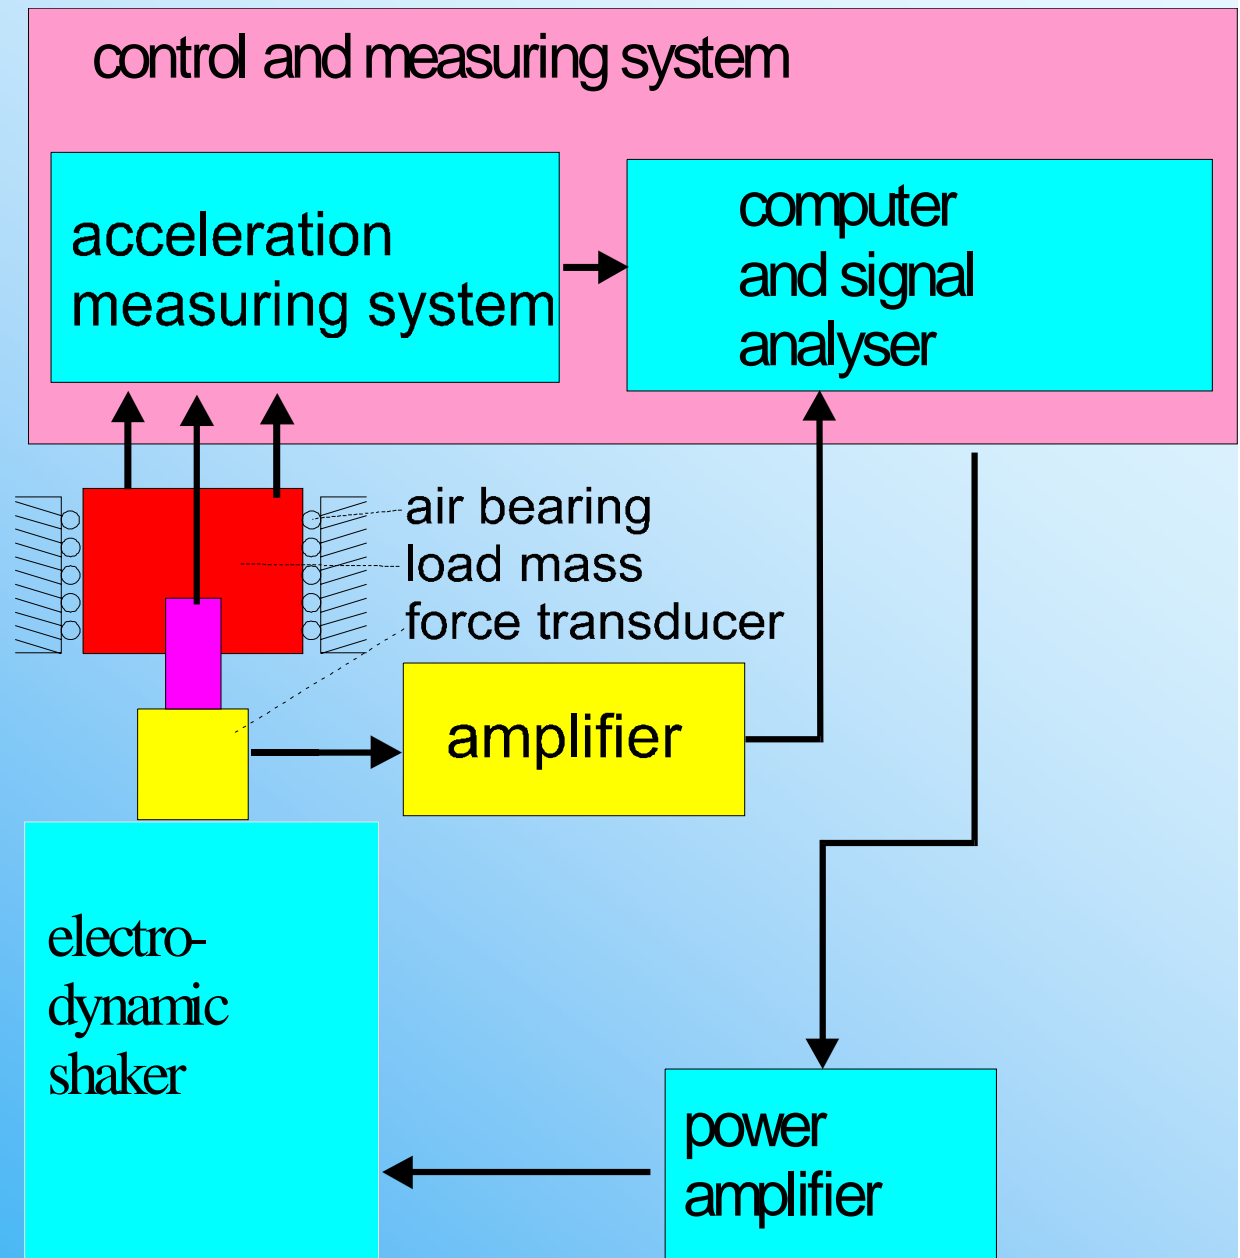 control and measuring system
acceleration
measuring system
computer
and signal
analyser
air bearing
load mass
force transducer
amplifier
electro-
dynamic
shaker
power
amplifier